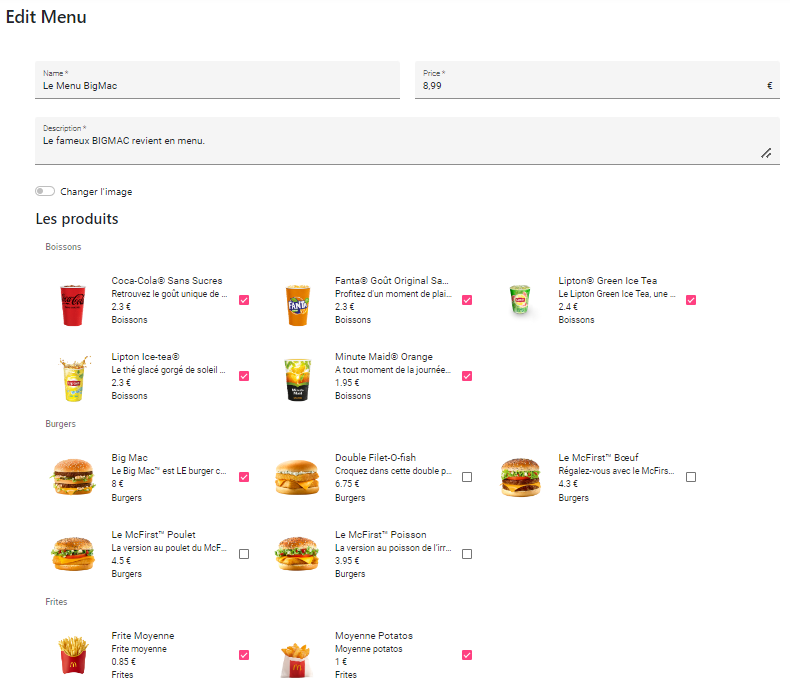 Edit Menu
Name *
Le Menu BigMac
Price *
8,99
€
Description *
Le fameux BIGMAC revient en menu.
Changer l'image
Les produits
Boissons
Coca-Cola® Sans Sucres
Retrouvez le goût unique de ...
2.3 €
Boissons
Fanta® Goût Original Sa...
Profitez d'un moment de plai...
2.3 €
Boissons
Lipton® Green Ice Tea
Le Lipton Green Ice Tea, une ...
2.4 €
Boissons
Lipton Ice-tea®
Le thé glacé gorgé de soleil ...
2.3 €
Boissons
Minute Maid® Orange
A tout moment de la journée...
1.95 €
Boissons
Burgers
Big Mac
Le Big Mac™ est LE burger c...
8 €
Burgers
Double Filet-O-fish
Croquez dans cette double p...
6.75 €
Burgers
Le McFirst™ Bœuf
Régalez-vous avec le McFirs...
4.3 €
Burgers
Le McFirst™ Poulet
La version au poulet du McF...
4.5 €
Burgers
Le McFirst™ Poisson
La version au poisson de l'irr...
3.95 €
Burgers
Frites
Frite Moyenne
Frite moyenne
0.85 €
Frites
Moyenne Potatos
Moyenne potatos
1 €
Frites